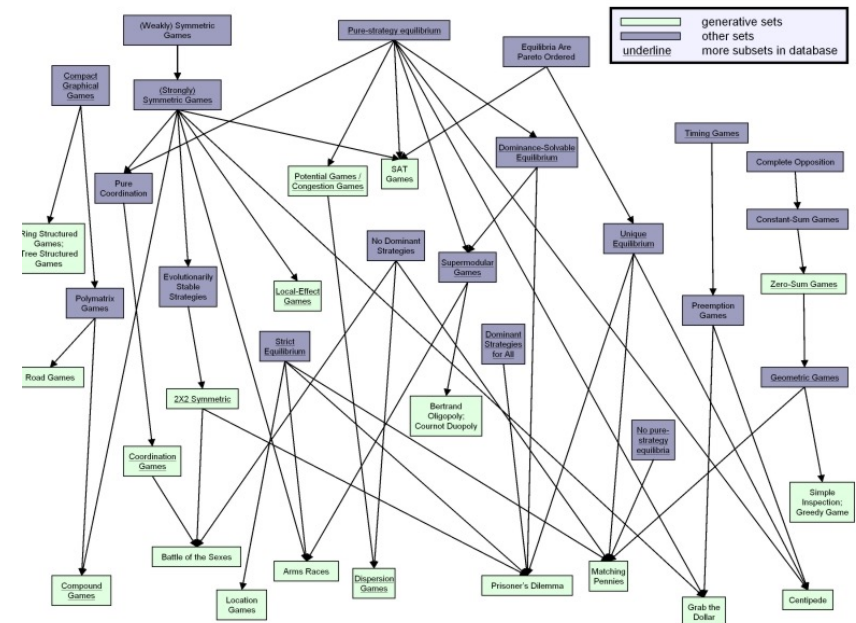 (Weakly) Symmetric
Games
Pure-strategy equilibrium
Equilibria Are
Pareto Ordered
generative sets
other sets
underline
more subsets in database
Compact
Graphical
Games
(Strongly)
Symmetric Games
Timing Games
Dominance-Solvable
Equilibrium
Complete Opposition
Potential Games /
Congestion Games
SAT
Games
Pure
Coordination
Constant-Sum Games
Ring Structured
Games;
Tree Structured
Games
No Dominant
Strategies
Unique
Equilibrium
Supermodular
Games
Evolutionarily
Stable
Strategies
Local-Effect
Games
Zero-Sum Games
Polymatrix
Games
Preemption
Games
Strict
Equilibrium
Dominant
Strategies
for All
Road Games
Geometric Games
2X2 Symmetric
Bertrand
Oligopoly;
Cournot Duopoly
No pure-
strategy
equilibria
Coordination
Games
Simple
Inspection;
Greedy Game
Battle of the Sexes
Arms Races
Compound
Games
Location
Games
Dispersion
Games
Prisoner's Dilemma
Matching
Pennies
Grab the
Dollar
Centipede